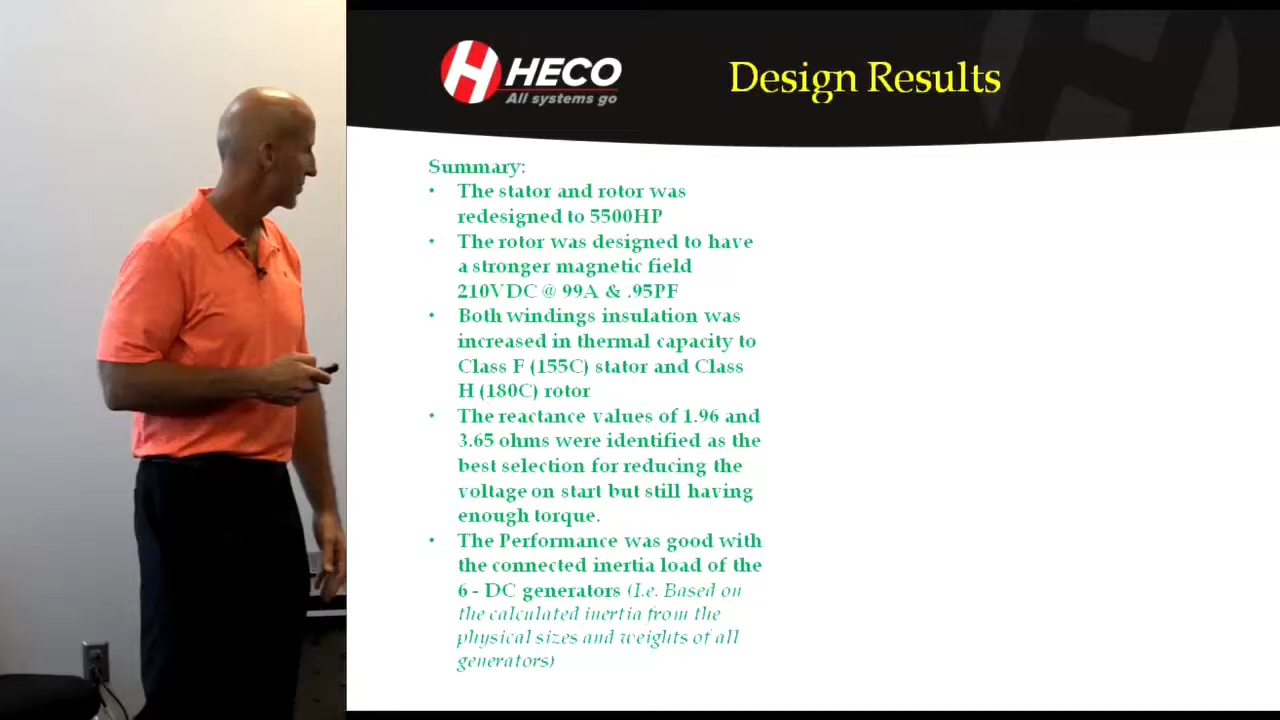 HECO
All systems go
Design Results
Summary:
• The stator and rotor was
redesigned to 5500HP
• The rotor was designed to have
a stronger magnetic field
210VDC @ 99A & .95PF
• Both windings insulation was
increased in thermal capacity to
Class F (155C) stator and Class
H (180C) rotor
• The reactance values of 1.96 and
3.65 ohms were identified as the
best selection for reducing the
voltage on start but still having
enough torque.
• The Performance was good with
the connected inertia load of the
6 - DC generators (I.e. Based on
the calculated inertia from the
physical sizes and weights of all
generators)